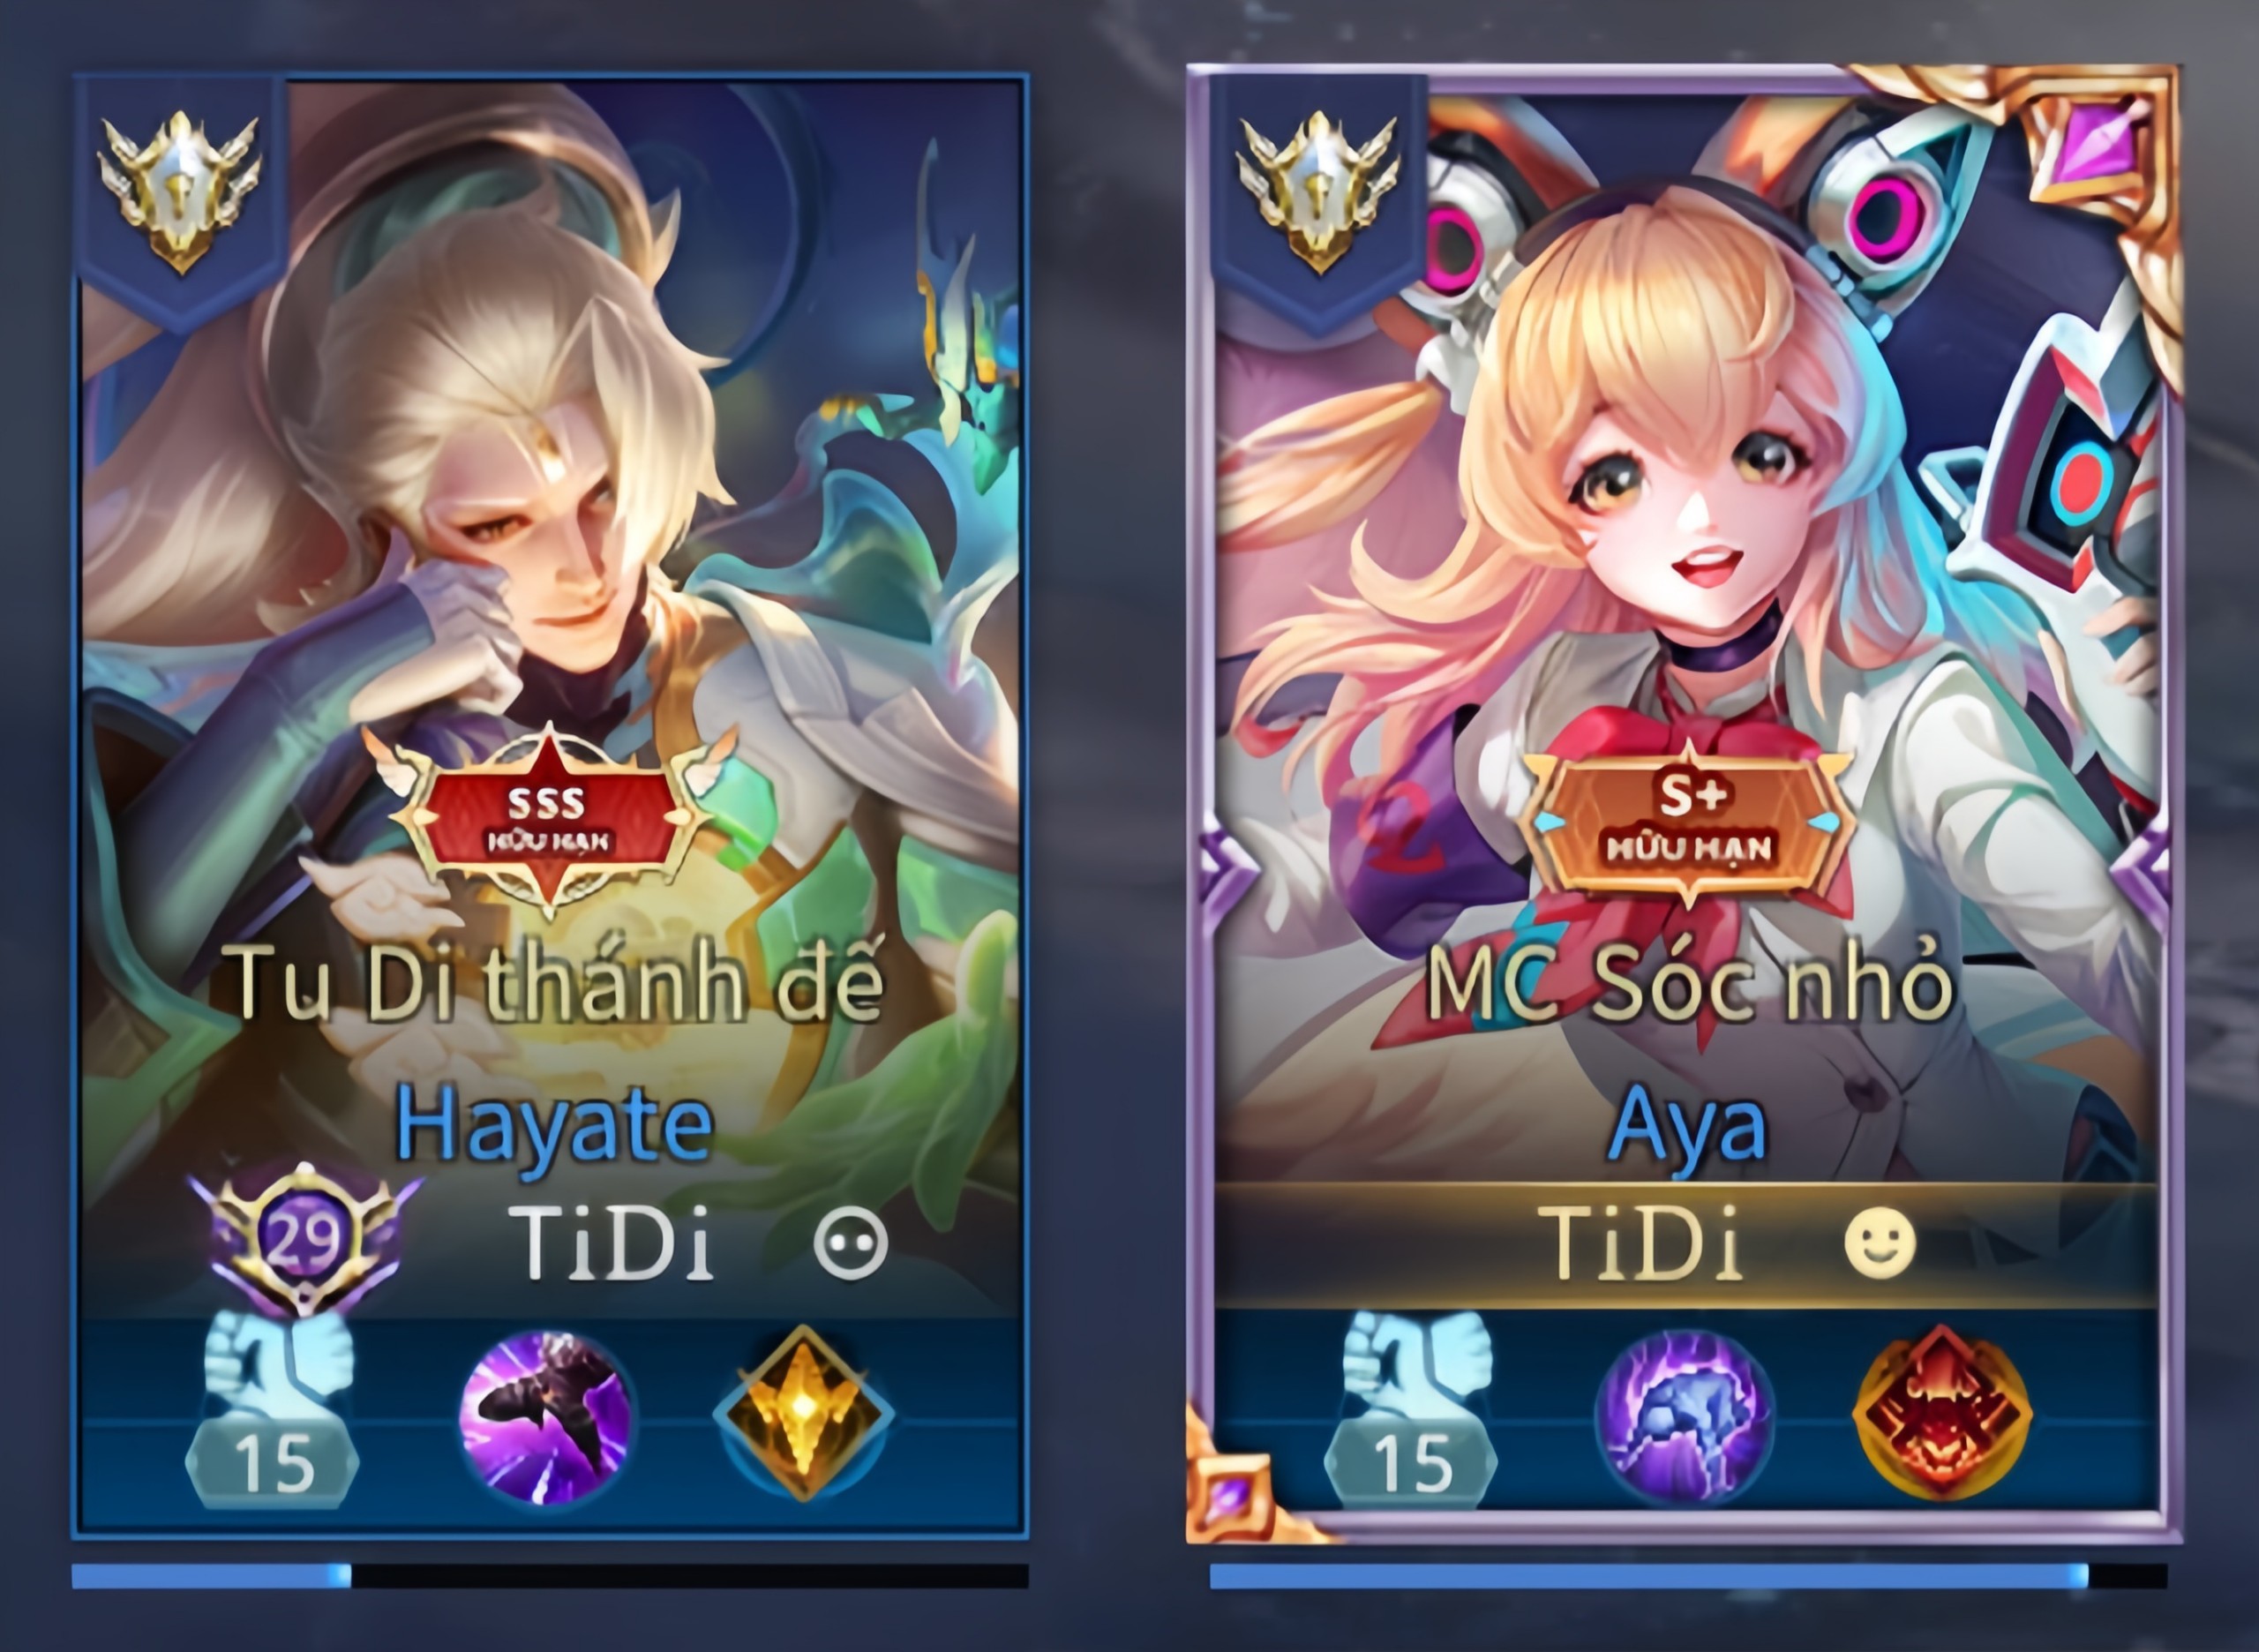 SSS
HỮU HẠN
Tu Di thánh đế
Hayate
29
TiDi
15
S+
HỮU HẠN
MC Sóc nhỏ
Aya
TiDi
15